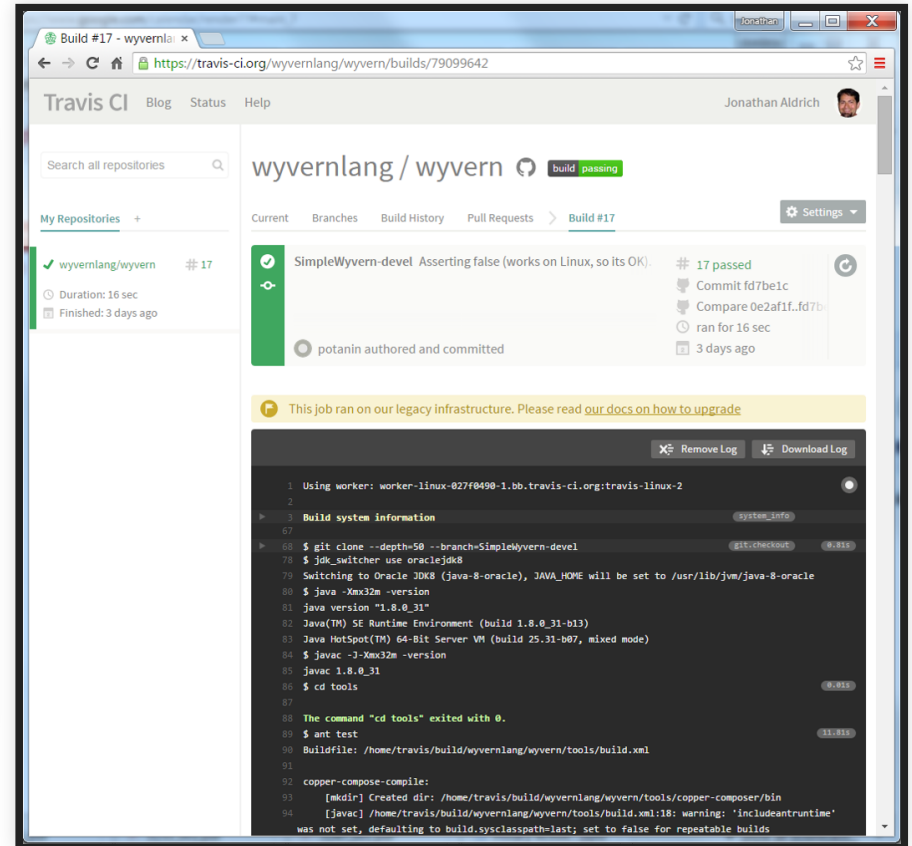 Jonathan
Build #17 - wyvernla
https://travis-ci.org/wyvernlang/wyvern/builds/79099642
Travis CI Blog Status Help Jonathan Aldrich
Search all repositories
My Repositories +
wyvernlang/wyvern # 17
Duration: 16 sec
Finished: 3 days ago
wyvernlang / wyvern build passing
Current Branches Build History Pull Requests Build #17
Settings
SimpleWyvern-devel Asserting false (works on Linux, so its OK).
# 17 passed
Commit fd7be1c
Compare 0e2af1f..fd7b
ran for 16 sec
3 days ago
potanin authored and committed
This job ran on our legacy infrastructure. Please read our docs on how to upgrade
Remove Log Download Log
1 Using worker: worker-linux-027f0490-1.bb.travis-ci.org:travis-linux-2
2
3 Build system information system_info
67
68 $ git clone --depth=50 --branch=SimpleWyvern-devel git.checkout 0.81s
78 $ jdk_switcher use oraclejdk8
79 Switching to Oracle JDK8 (java-8-oracle), JAVA_HOME will be set to /usr/lib/jvm/java-8-oracle
80 $ java -Xmx32m -version
81 java version "1.8.0_31"
82 Java(TM) SE Runtime Environment (build 1.8.0_31-b13)
83 Java HotSpot(TM) 64-Bit Server VM (build 25.31-b07, mixed mode)
84 $ javac -J-Xmx32m -version
85 javac 1.8.0_31
86 $ cd tools 0.01s
87
88 The command "cd tools" exited with 0.
89 $ ant test 11.81s
90 Buildfile: /home/travis/build/wyvernlang/wyvern/tools/build.xml
91
92 copper-compose-compile:
93 [mkdir] Created dir: /home/travis/build/wyvernlang/wyvern/tools/copper-composer/bin
94 [javac] /home/travis/build/wyvernlang/wyvern/tools/build.xml:18: warning: 'includeantruntime'
was not set, defaulting to build.sysclasspath=last; set to false for repeatable builds